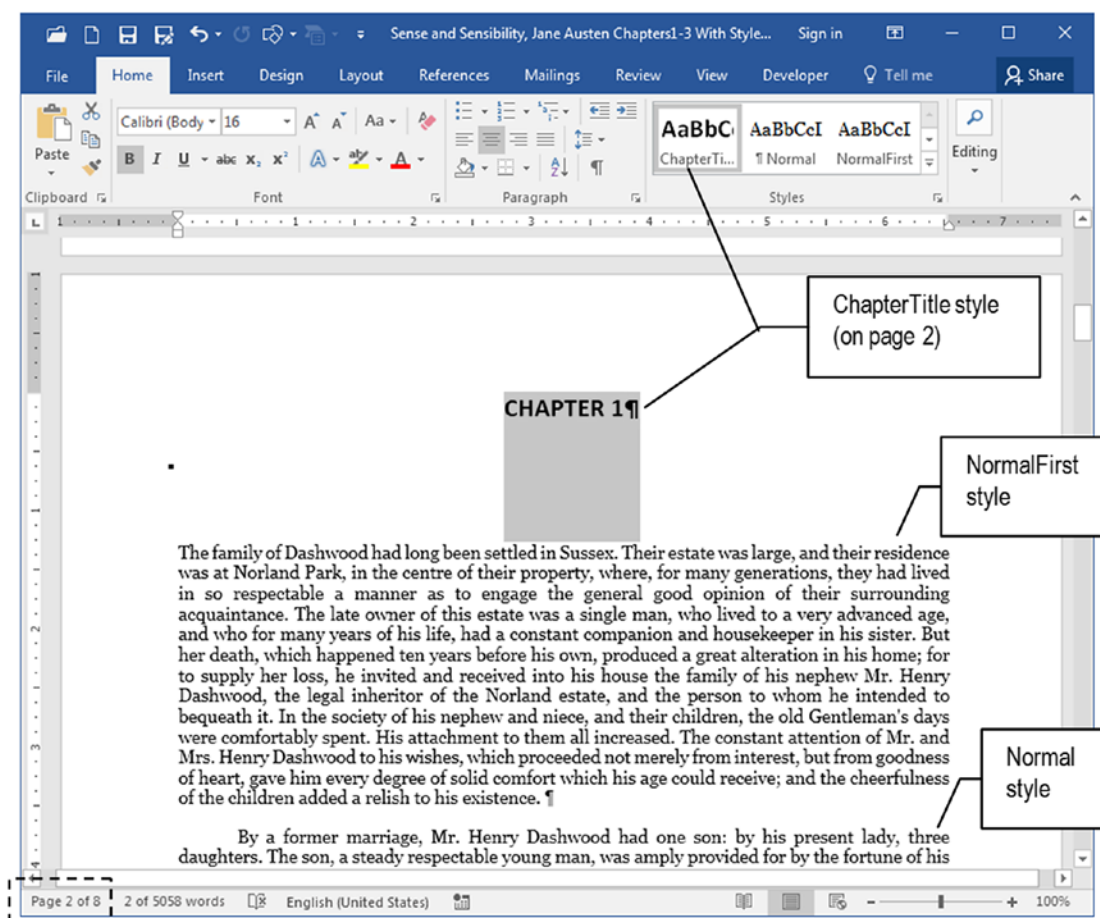 Sense and Sensibility, Jane Austen Chapters1-3 With Style... Sign in
File Home Insert Design Layout References Mailings Review View Developer Tell me Share
Paste
Calibri (Body 16 A A Aa
B I U abc X₂ X² A aby A
AaBbC AaBbCcI AaBbCcI
ChapterTi... ¶ Normal NormalFirst
Editing
Clipboard Font Paragraph Styles
L 1 1 2 3 4 5 6 7
ChapterTitle style
(on page 2)
CHAPTER 1¶
NormalFirst
style
The family of Dashwood had long been settled in Sussex. Their estate was large, and their residence
was at Norland Park, in the centre of their property, where, for many generations, they had lived
in so respectable a manner as to engage the general good opinion of their surrounding
acquaintance. The late owner of this estate was a single man, who lived to a very advanced age,
and who for many years of his life, had a constant companion and housekeeper in his sister. But
her death, which happened ten years before his own, produced a great alteration in his home; for
to supply her loss, he invited and received into his house the family of his nephew Mr. Henry
Dashwood, the legal inheritor of the Norland estate, and the person to whom he intended to
bequeath it. In the society of his nephew and niece, and their children, the old Gentleman's days
were comfortably spent. His attachment to them all increased. The constant attention of Mr. and
Mrs. Henry Dashwood to his wishes, which proceeded not merely from interest, but from goodness
of heart, gave him every degree of solid comfort which his age could receive; and the cheerfulness
of the children added a relish to his existence. ¶
Normal
style
By a former marriage, Mr. Henry Dashwood had one son: by his present lady, three
daughters. The son, a steady respectable young man, was amply provided for by the fortune of his
Page 2 of 8 2 of 5058 words English (United States) 100%